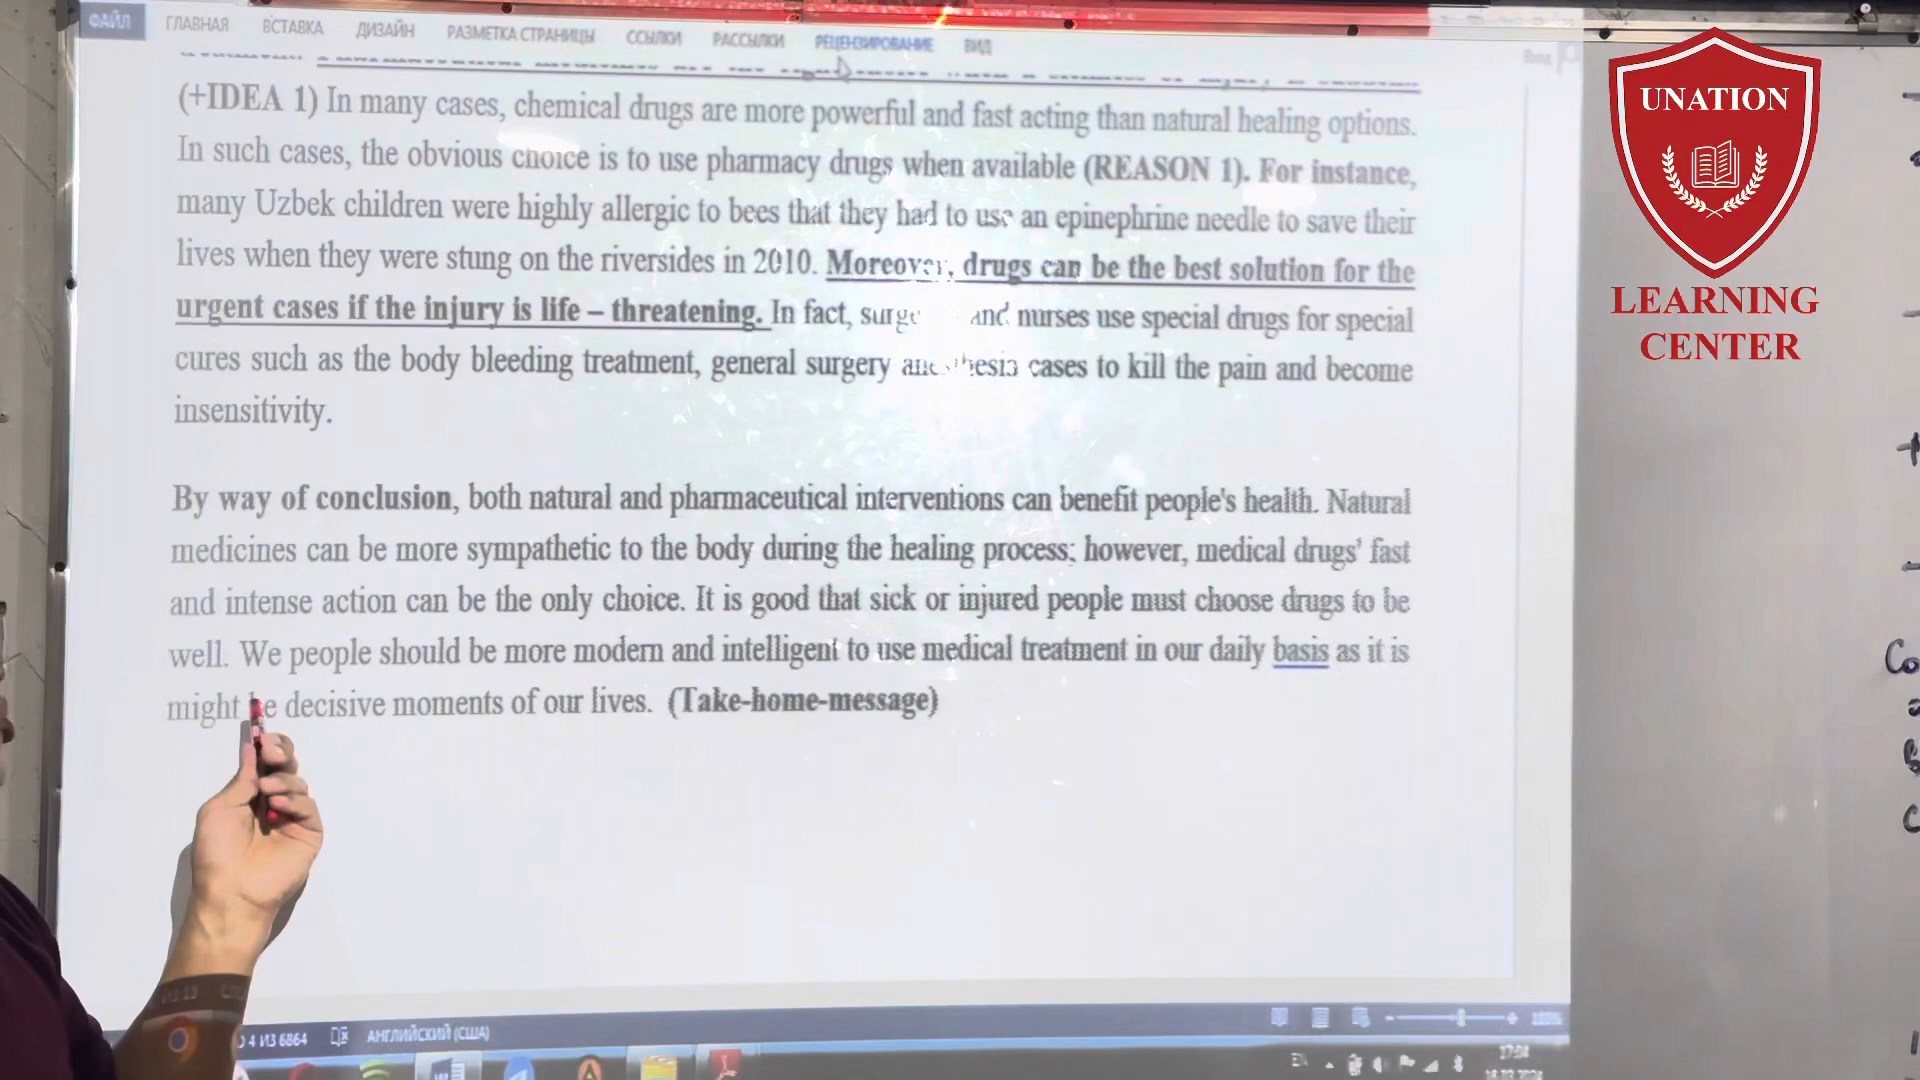 ФАЙЛ ГЛАВНАЯ ВСТАВКА ДИЗАЙН РАЗМЕТКА СТРАНИЦЫ ССЫЛКИ РАССЫЛКИ РЕЦЕНЗИРОВАНИЕ ВИД
(+IDEA 1) In many cases, chemical drugs are more powerful and fast acting than natural healing options.
In such cases, the obvious choice is to use pharmacy drugs when available (REASON 1). For instance,
many Uzbek children were highly allergic to bees that they had to use an epinephrine needle to save their
lives when they were stung on the riversides in 2010. Moreover, drugs can be the best solution for the
urgent cases if the injury is life – threatening. In fact, and nurses use special drugs for special
cures such as the body bleeding treatment, general surgery anesthesia cases to kill the pain and become
insensitivity.
By way of conclusion, both natural and pharmaceutical interventions can benefit people's health. Natural
medicines can be more sympathetic to the body during the healing process; however, medical drugs' fast
and intense action can be the only choice. It is good that sick or injured people must choose drugs to be
well. We people should be more modern and intelligent to use medical treatment in our daily basis as it is
might be decisive moments of our lives. (Take-home-message)
4 ИЗ 6864 АНГЛИЙСКИЙ (США)
EN
UNATION
LEARNING
CENTER
Co